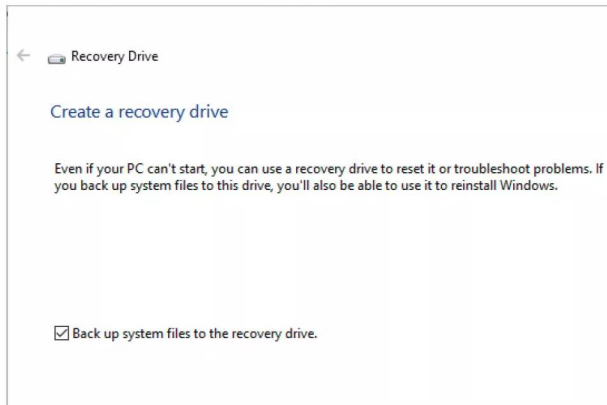 Recovery Drive
Create a recovery drive
Even if your PC can't start, you can use a recovery drive to reset it or troubleshoot problems. If
you back up system files to this drive, you'll also be able to use it to reinstall Windows.
Back up system files to the recovery drive.